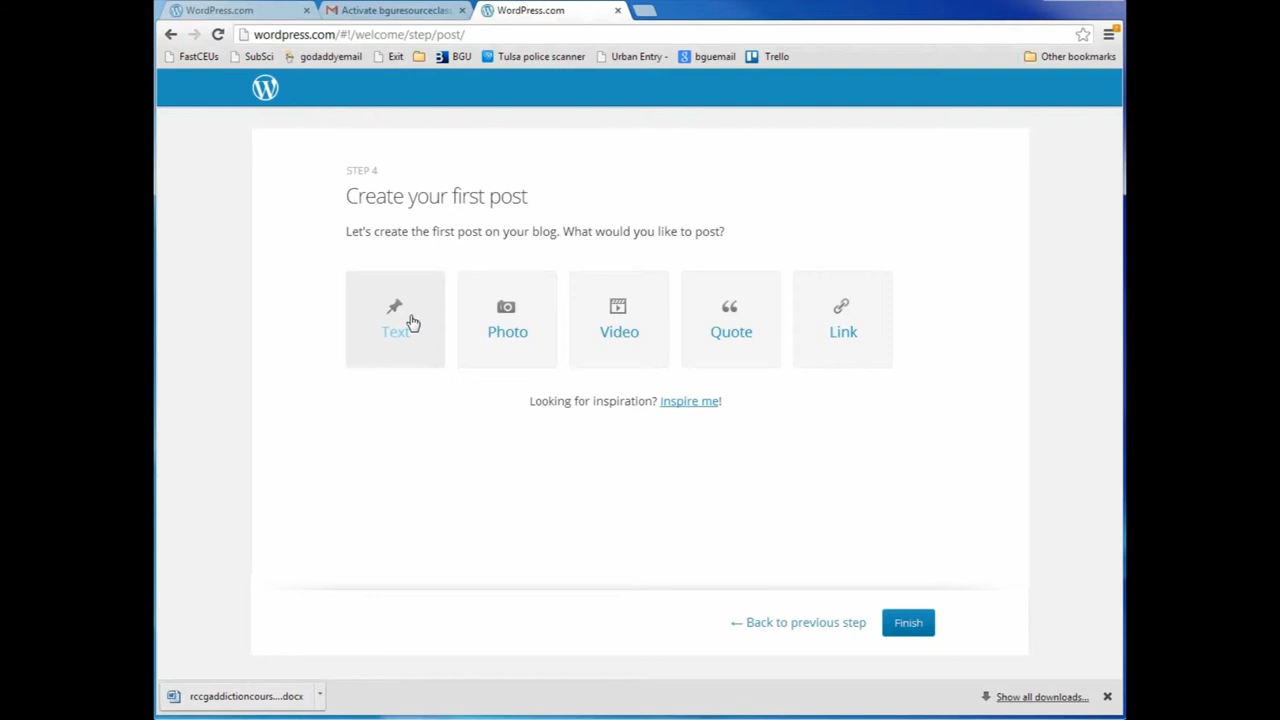 WordPress.com
Activate bguresourceclas
WordPress.com
wordpress.com/#!/welcome/step/post/
FastCEUs
SubSci
godaddyemail
Exit
BGU
Tulsa police scanner
Urban Entry -
bguemail
Trello
Other bookmarks
STEP 4
Create your first post
Let's create the first post on your blog. What would you like to post?
Text
Photo
Video
Quote
Link
Looking for inspiration? Inspire me!
← Back to previous step
Finish
rccgaddictioncours....docx
Show all downloads...